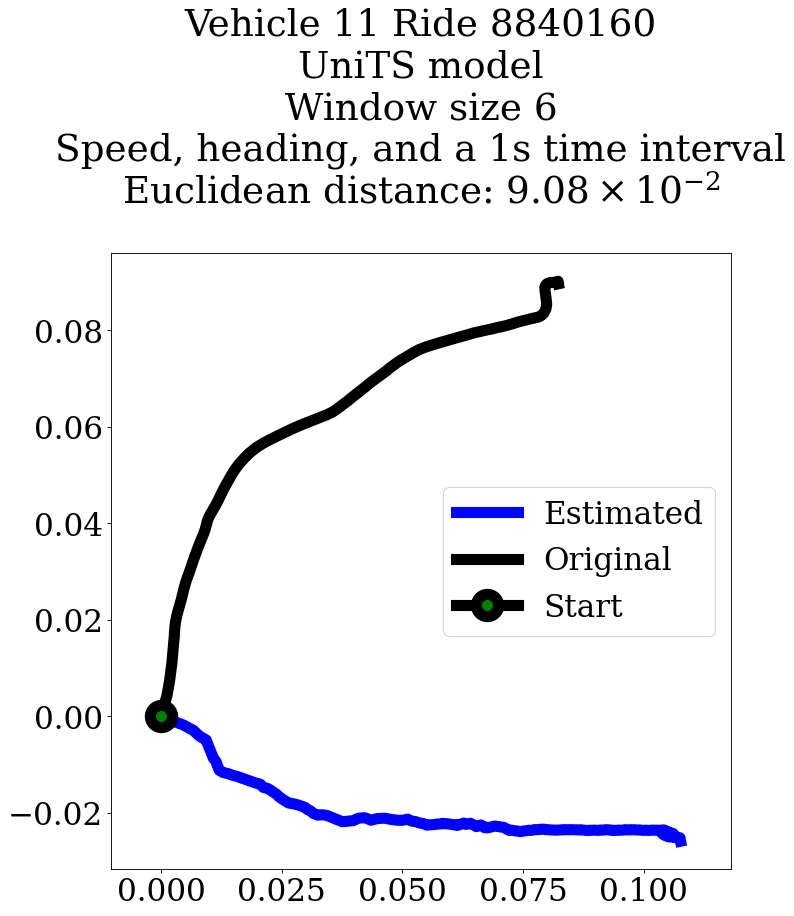 Vehicle 11 Ride 8840160
UniTS model
Window size 6
Speed, heading, and a 1s time interval
Euclidean distance: 9.08 × 10⁻²
0.08
0.06
0.04
0.02
0.00
−0.02
Estimated
Original
Start
0.000 0.025 0.050 0.075 0.100